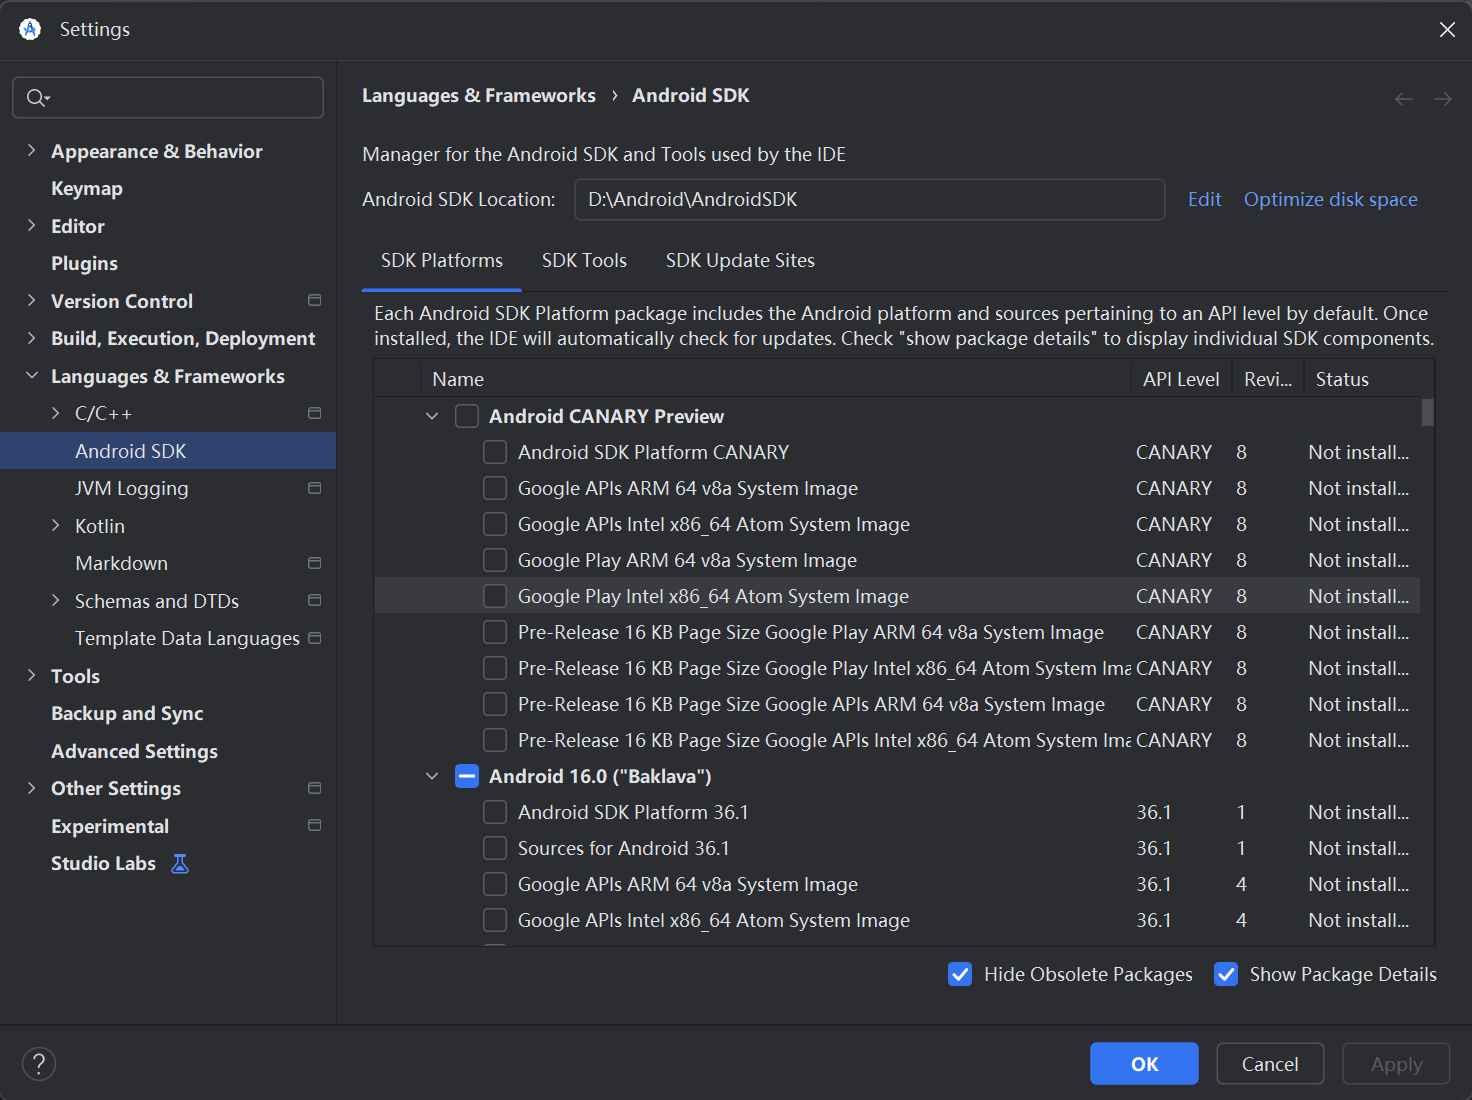 Settings
Appearance & Behavior
Keymap
Editor
Plugins
Version Control
Build, Execution, Deployment
Languages & Frameworks
C/C++
Android SDK
JVM Logging
Kotlin
Markdown
Schemas and DTDs
Template Data Languages
Tools
Backup and Sync
Advanced Settings
Other Settings
Experimental
Studio Labs
Languages & Frameworks › Android SDK
Manager for the Android SDK and Tools used by the IDE
Android SDK Location: D:\Android\AndroidSDK Edit Optimize disk space
SDK Platforms SDK Tools SDK Update Sites
Each Android SDK Platform package includes the Android platform and sources pertaining to an API level by default. Once
installed, the IDE will automatically check for updates. Check "show package details" to display individual SDK components.
Name API Level Revi... Status
Android CANARY Preview
Android SDK Platform CANARY CANARY 8 Not install...
Google APIs ARM 64 v8a System Image CANARY 8 Not install...
Google APIs Intel x86_64 Atom System Image CANARY 8 Not install...
Google Play ARM 64 v8a System Image CANARY 8 Not install...
Google Play Intel x86_64 Atom System Image CANARY 8 Not install...
Pre-Release 16 KB Page Size Google Play ARM 64 v8a System Image CANARY 8 Not install...
Pre-Release 16 KB Page Size Google Play Intel x86_64 Atom System Ima CANARY 8 Not install...
Pre-Release 16 KB Page Size Google APIs ARM 64 v8a System Image CANARY 8 Not install...
Pre-Release 16 KB Page Size Google APIs Intel x86_64 Atom System Ima CANARY 8 Not install...
Android 16.0 ("Baklava")
Android SDK Platform 36.1 36.1 1 Not install...
Sources for Android 36.1 36.1 1 Not install...
Google APIs ARM 64 v8a System Image 36.1 4 Not install...
Google APIs Intel x86_64 Atom System Image 36.1 4 Not install...
Hide Obsolete Packages Show Package Details
? OK Cancel Apply